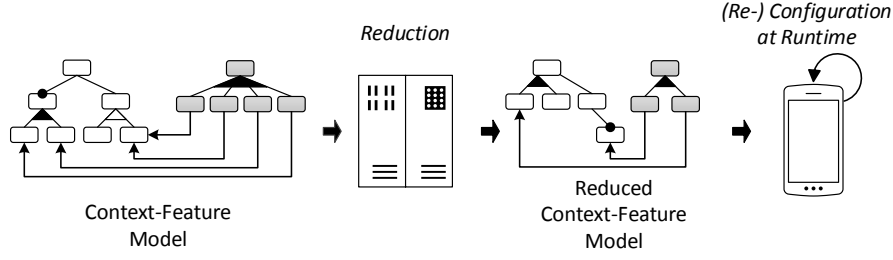 (Re-) Configuration
at Runtime
Reduction
Context-Feature
Model
Reduced
Context-Feature
Model